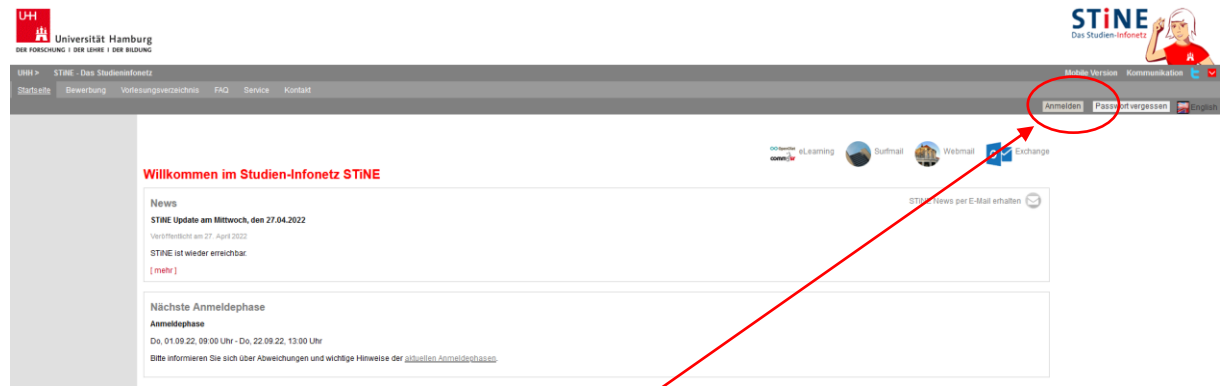 UHH
Universität Hamburg
DER FORSCHUNG | DER LEHRE | DER BILDUNG
STiNE
Das Studien-Infonetz
UHH > STiNE - Das Studieninfonetz
Mobile Version Kommunikation
Startseite Bewerbung Vorlesungsverzeichnis FAQ Service Kontakt
Anmelden Passwort vergessen English
eLearning Surfmail Webmail Exchange
Willkommen im Studien-Infonetz STiNE
News
STiNE News per E-Mail erhalten
STiNE Update am Mittwoch, den 27.04.2022
Veröffentlicht am 27. April 2022
STiNE ist wieder erreichbar.
[ mehr ]
Nächste Anmeldephase
Anmeldephase
Do, 01.09.22, 09:00 Uhr - Do, 22.09.22, 13:00 Uhr
Bitte informieren Sie sich über Abweichungen und wichtige Hinweise der aktuellen Anmeldephasen.